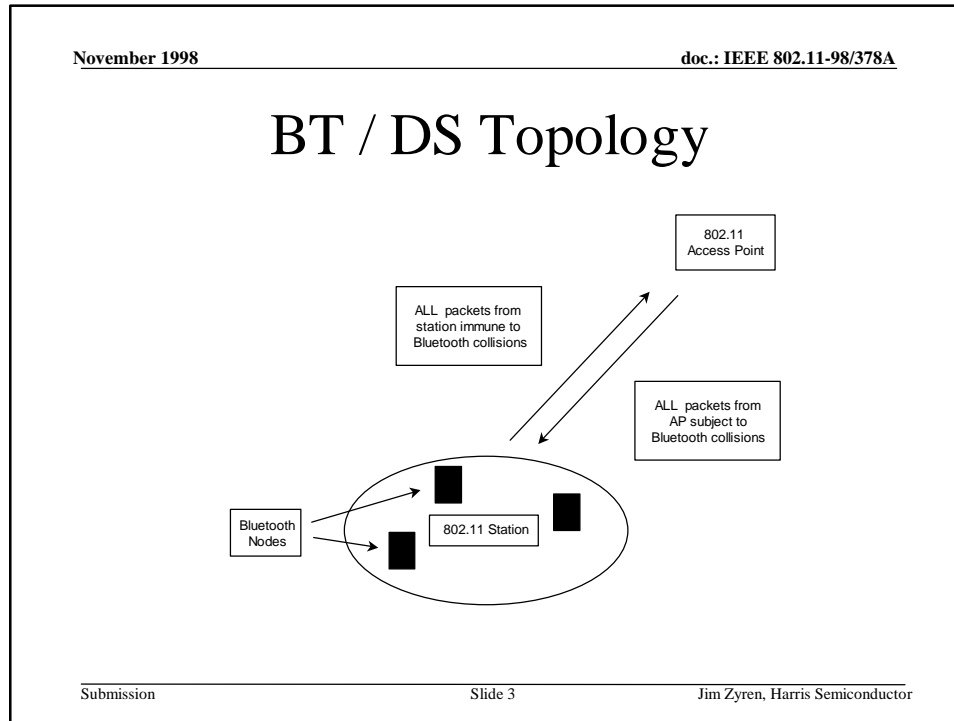 November 1998 doc.: IEEE 802.11-98/378A
BT / DS Topology
802.11
Access Point
ALL packets from
station immune to
Bluetooth collisions
ALL packets from
AP subject to
Bluetooth collisions
Bluetooth
Nodes
802.11 Station
Submission Slide 3 Jim Zyren, Harris Semiconductor